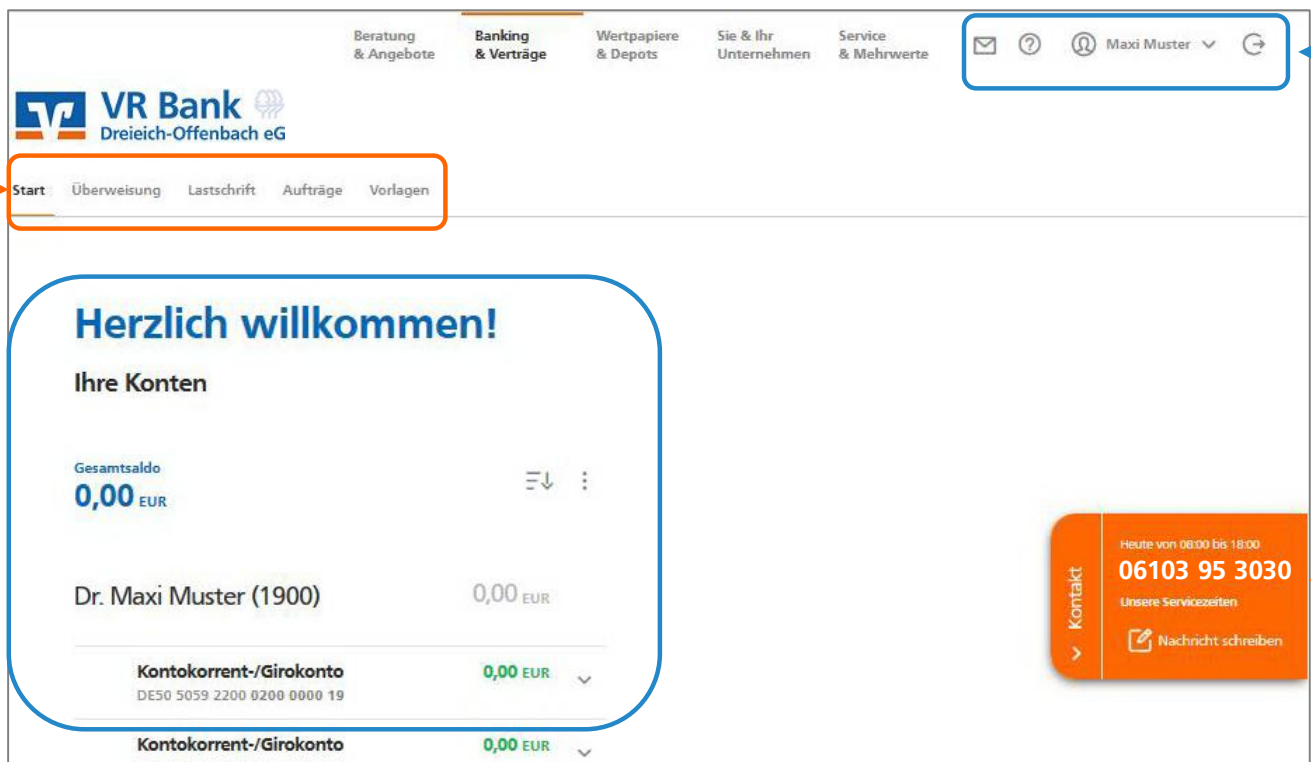 Beratung
& Angebote
Banking
& Verträge
Wertpapiere
& Depots
Sie & Ihr
Unternehmen
Service
& Mehrwerte
Maxi Muster
VR Bank
Dreieich-Offenbach eG
Start Überweisung Lastschrift Aufträge Vorlagen
Herzlich willkommen!
Ihre Konten
Gesamtsaldo
0,00 EUR
Dr. Maxi Muster (1900) 0,00 EUR
Kontokorrent-/Girokonto 0,00 EUR
DE50 5059 2200 0200 0000 19
Kontokorrent-/Girokonto 0,00 EUR
Kontakt
Heute von 08:00 bis 18:00
06103 95 3030
Unsere Servicezeiten
Nachricht schreiben